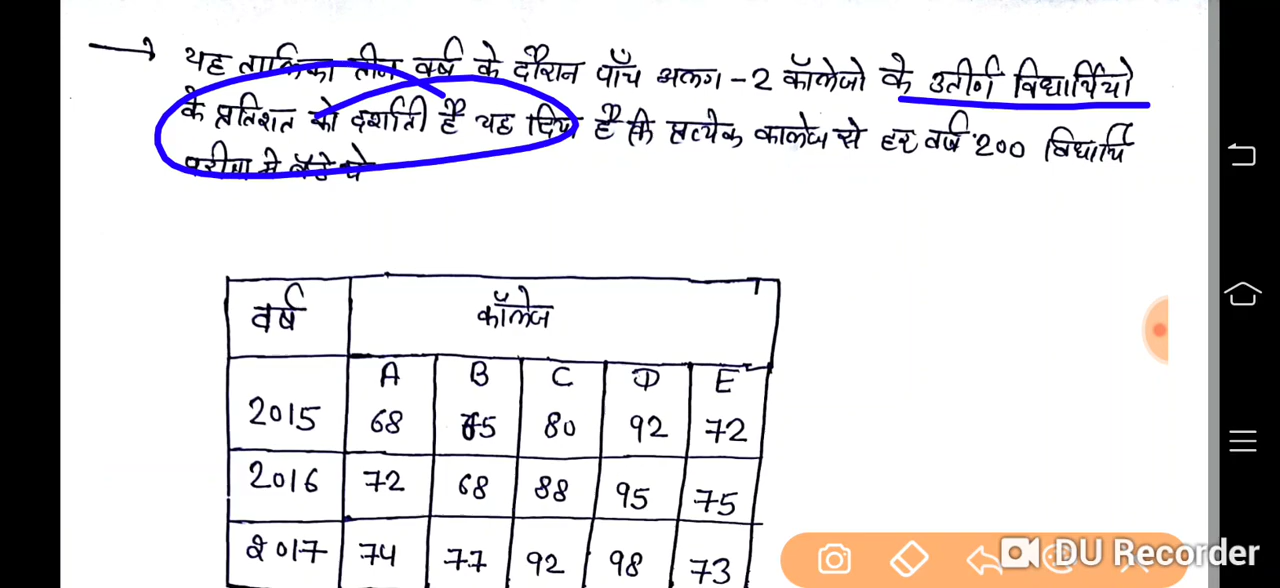 → यह तालिका तीन वर्ष के दौरान पाँच अलग-2 कॉलेजो के उतीर्ण विद्यार्थियो
के प्रतिशत को दर्शाती है यह दिया है कि प्रत्येक कालेज से हर वर्ष 200 विद्यार्थि
परीक्षा मे बैठे थे
वर्ष कॉलेज
A B C D E
2015 68 65 80 92 72
2016 72 68 88 95 75
2017 74 77 92 98 73
DU Recorder